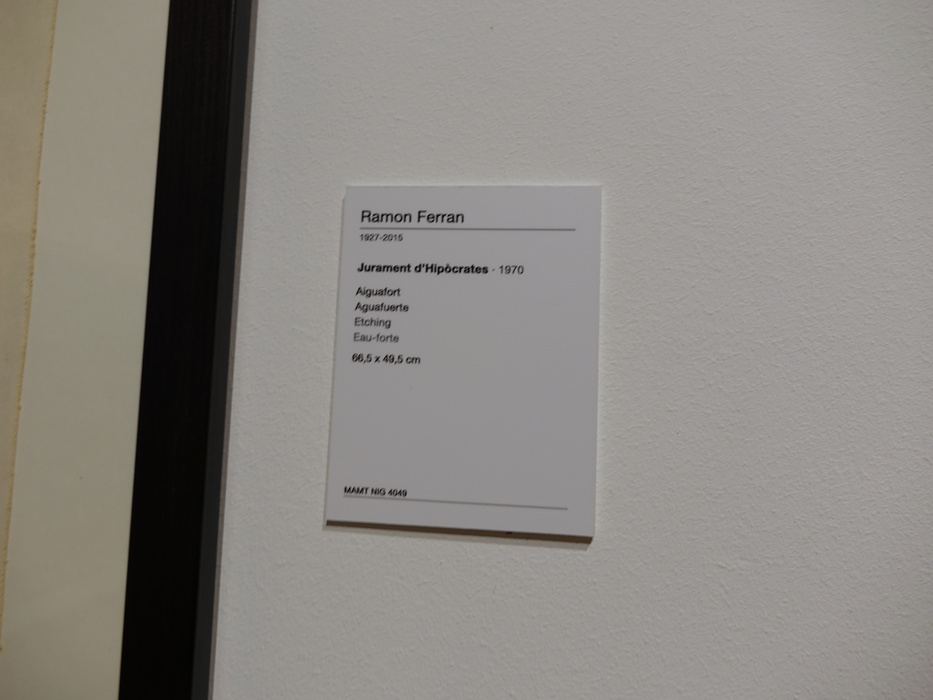 Ramon Ferran
1927-2015
Jurament d'Hipòcrates · 1970
Aiguafort
Aguafuerte
Etching
Eau-forte
66,5 x 49,5 cm
MAMT NIG 4049